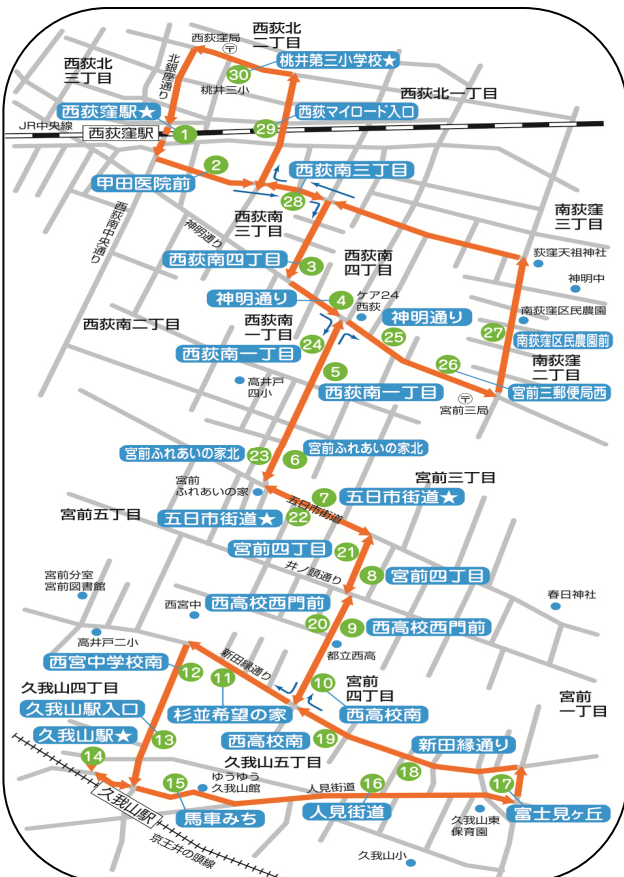 西荻窪局
西荻北
二丁目
桃井第三小学校★
30
桃井三小
西荻北
三丁目
北銀座通り
西荻北一丁目
西荻窪駅★
西荻マイロード入口
JR中央線
西荻窪駅
1
29
2
甲田医院前
西荻南三丁目
28
西荻南
三丁目
神明通り
西荻南中央通り
南荻窪
三丁目
西荻南四丁目
3
西荻南
四丁目
荻窪天祖神社
神明中
神明通り
4
ケア24
西荻
南荻窪区民農園
西荻南二丁目
西荻南
一丁目
24
25
神明通り
27
南荻窪区民農園前
西荻南一丁目
5
26
南荻窪
二丁目
高井戸
四小
西荻南一丁目
宮前三郵便局西
宮前三局
宮前ふれあいの家北
23
6
宮前ふれあいの家北
宮前
ふれあいの家
7
五日市街道★
宮前三丁目
宮前五丁目
五日市街道★
22
五日市街道
宮前四丁目
21
井ノ頭通り
8
宮前四丁目
宮前分室
宮前図書館
西宮中
西高校西門前
春日神社
20
9
西高校西門前
高井戸二小
都立西高
西宮中学校南
12
新田縁通り
11
10
宮前
四丁目
久我山四丁目
杉並希望の家
西高校南
宮前
一丁目
久我山駅入口
13
西高校南
19
新田縁通り
久我山駅★
14
久我山五丁目
18
15
ゆうゆう
久我山館
人見街道
16
17
久我山駅
馬車みち
人見街道
富士見ヶ丘
久我山東
保育園
京王井の頭線
久我山小